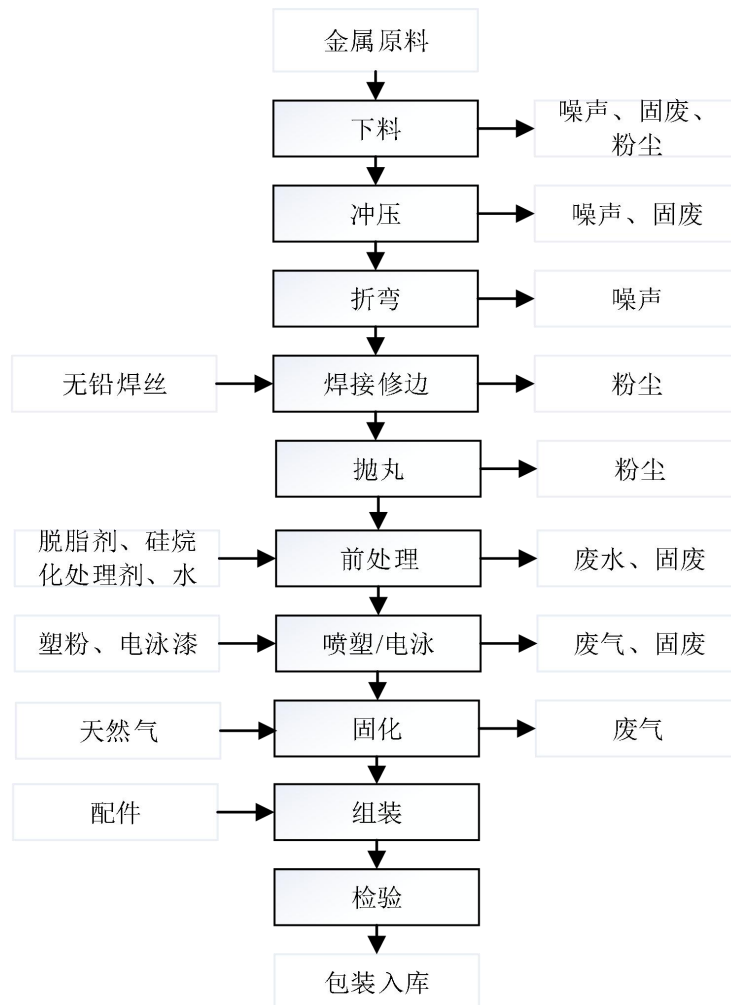 金属原料
下料
噪声、固废、
粉尘
冲压
噪声、固废
折弯
噪声
无铅焊丝
焊接修边
粉尘
抛丸
粉尘
脱脂剂、硅烷
化处理剂、水
前处理
废水、固废
塑粉、电泳漆
喷塑/电泳
废气、固废
天然气
固化
废气
配件
组装
检验
包装入库